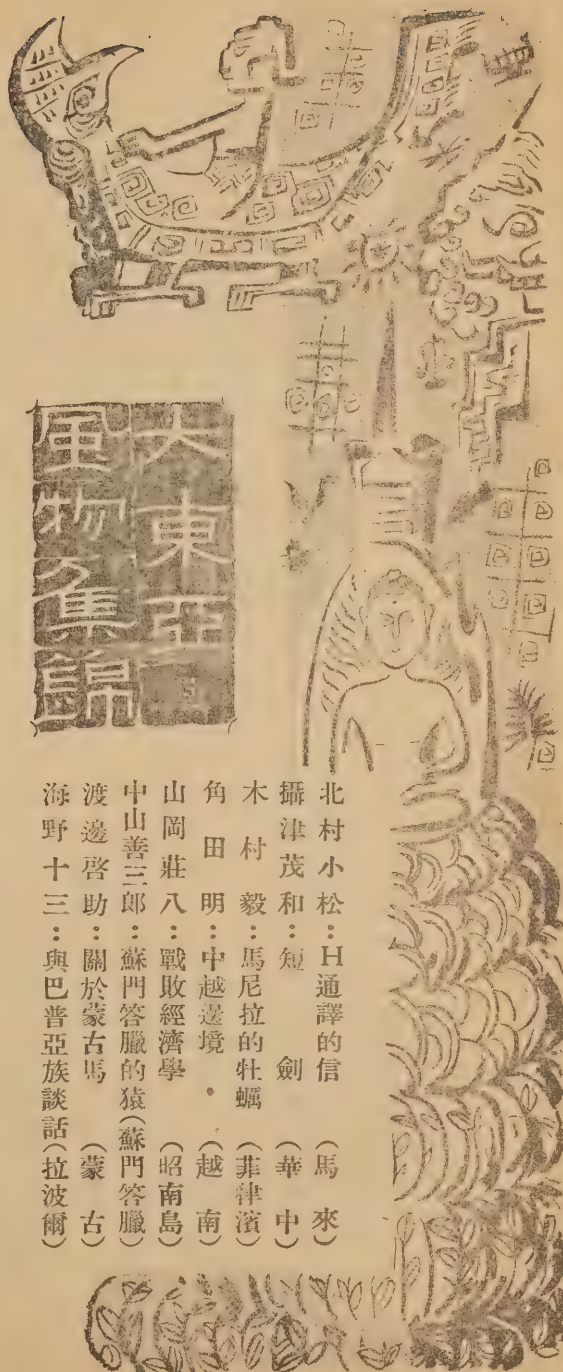 大東亞
風物集錦
北村小松：H通譯的信（馬來）
攝津茂和：短劍（華中）
木村毅：馬尼拉的牡蠣（菲律濱）
角田明：中越邊境・（越南）
山岡莊八：戰敗經濟學（昭南島）
中山善三郎：蘇門答臘的猿（蘇門答臘）
渡邊啓助：關於蒙古馬（蒙古）
海野十三：與巴普亞族談話（拉波爾）